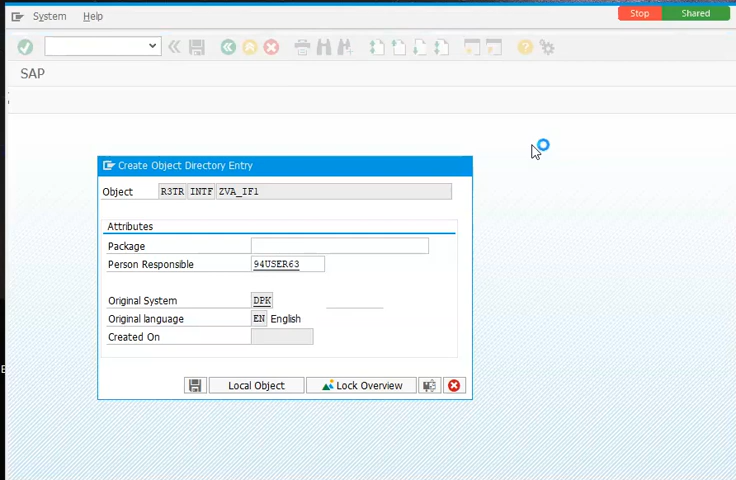 System Help Stop Shared
SAP
Create Object Directory Entry
Object R3TR INTF ZVA_IF1
Attributes
Package
Person Responsible 94USER63
Original System DPK
Original language EN English
Created On
Local Object Lock Overview